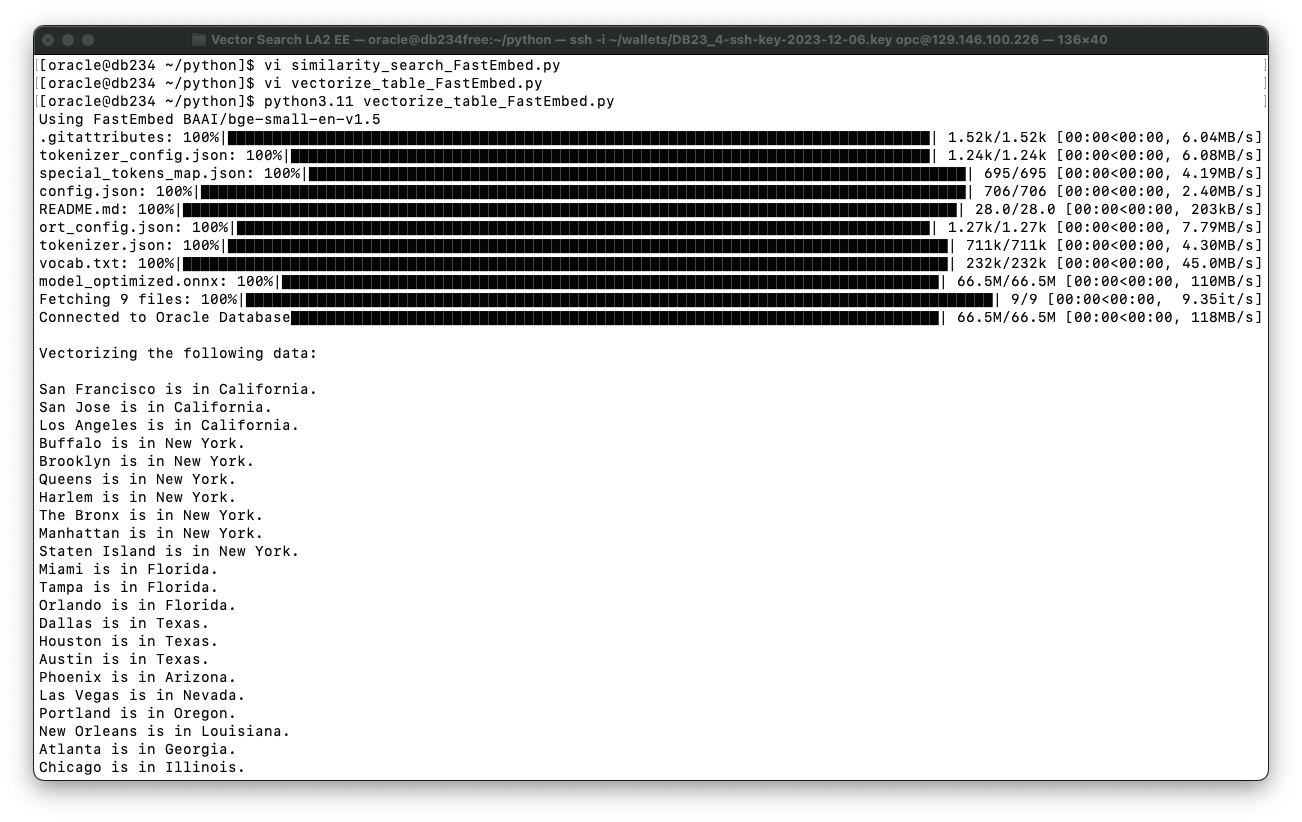 Vector Search LA2 EE — oracle@db234free:~/python — ssh -i ~/wallets/DB23_4-ssh-key-2023-12-06.key opc@129.146.100.226 — 136×40
[[oracle@db234 ~/python]$ vi similarity_search_FastEmbed.py ]
[[oracle@db234 ~/python]$ vi vectorize_table_FastEmbed.py ]
[[oracle@db234 ~/python]$ python3.11 vectorize_table_FastEmbed.py ]
Using FastEmbed BAAI/bge-small-en-v1.5
.gitattributes: 100%| | 1.52k/1.52k [00:00<00:00, 6.04MB/s]
tokenizer_config.json: 100%| | 1.24k/1.24k [00:00<00:00, 6.08MB/s]
special_tokens_map.json: 100%| | 695/695 [00:00<00:00, 4.19MB/s]
config.json: 100%| | 706/706 [00:00<00:00, 2.40MB/s]
README.md: 100%| | 28.0/28.0 [00:00<00:00, 203kB/s]
ort_config.json: 100%| | 1.27k/1.27k [00:00<00:00, 7.79MB/s]
tokenizer.json: 100%| | 711k/711k [00:00<00:00, 4.30MB/s]
vocab.txt: 100%| | 232k/232k [00:00<00:00, 45.0MB/s]
model_optimized.onnx: 100%| | 66.5M/66.5M [00:00<00:00, 110MB/s]
Fetching 9 files: 100%| | 9/9 [00:00<00:00, 9.35it/s]
Connected to Oracle Database | 66.5M/66.5M [00:00<00:00, 118MB/s]
Vectorizing the following data:
San Francisco is in California.
San Jose is in California.
Los Angeles is in California.
Buffalo is in New York.
Brooklyn is in New York.
Queens is in New York.
Harlem is in New York.
The Bronx is in New York.
Manhattan is in New York.
Staten Island is in New York.
Miami is in Florida.
Tampa is in Florida.
Orlando is in Florida.
Dallas is in Texas.
Houston is in Texas.
Austin is in Texas.
Phoenix is in Arizona.
Las Vegas is in Nevada.
Portland is in Oregon.
New Orleans is in Louisiana.
Atlanta is in Georgia.
Chicago is in Illinois.